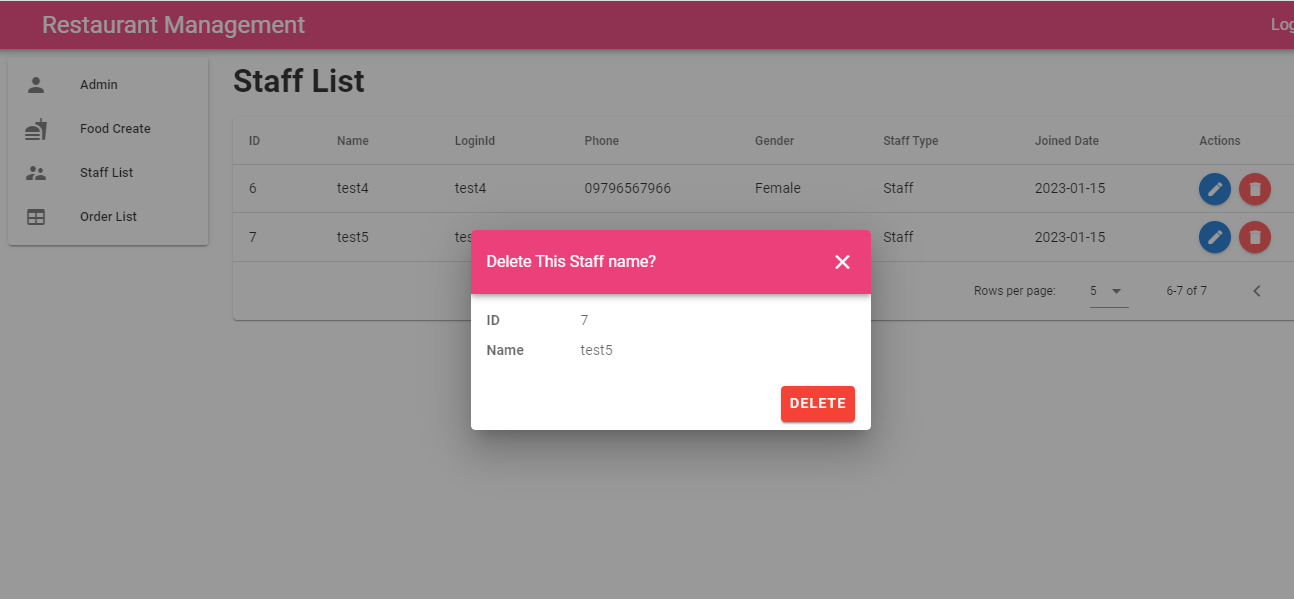 Restaurant Management
Admin
Food Create
Staff List
Order List
Staff List
ID Name LoginId Phone Gender Staff Type Joined Date Actions
6 test4 test4 09796567966 Female Staff 2023-01-15
7 test5 Staff 2023-01-15
Rows per page: 5 6-7 of 7
Delete This Staff name?
ID 7
Name test5
DELETE